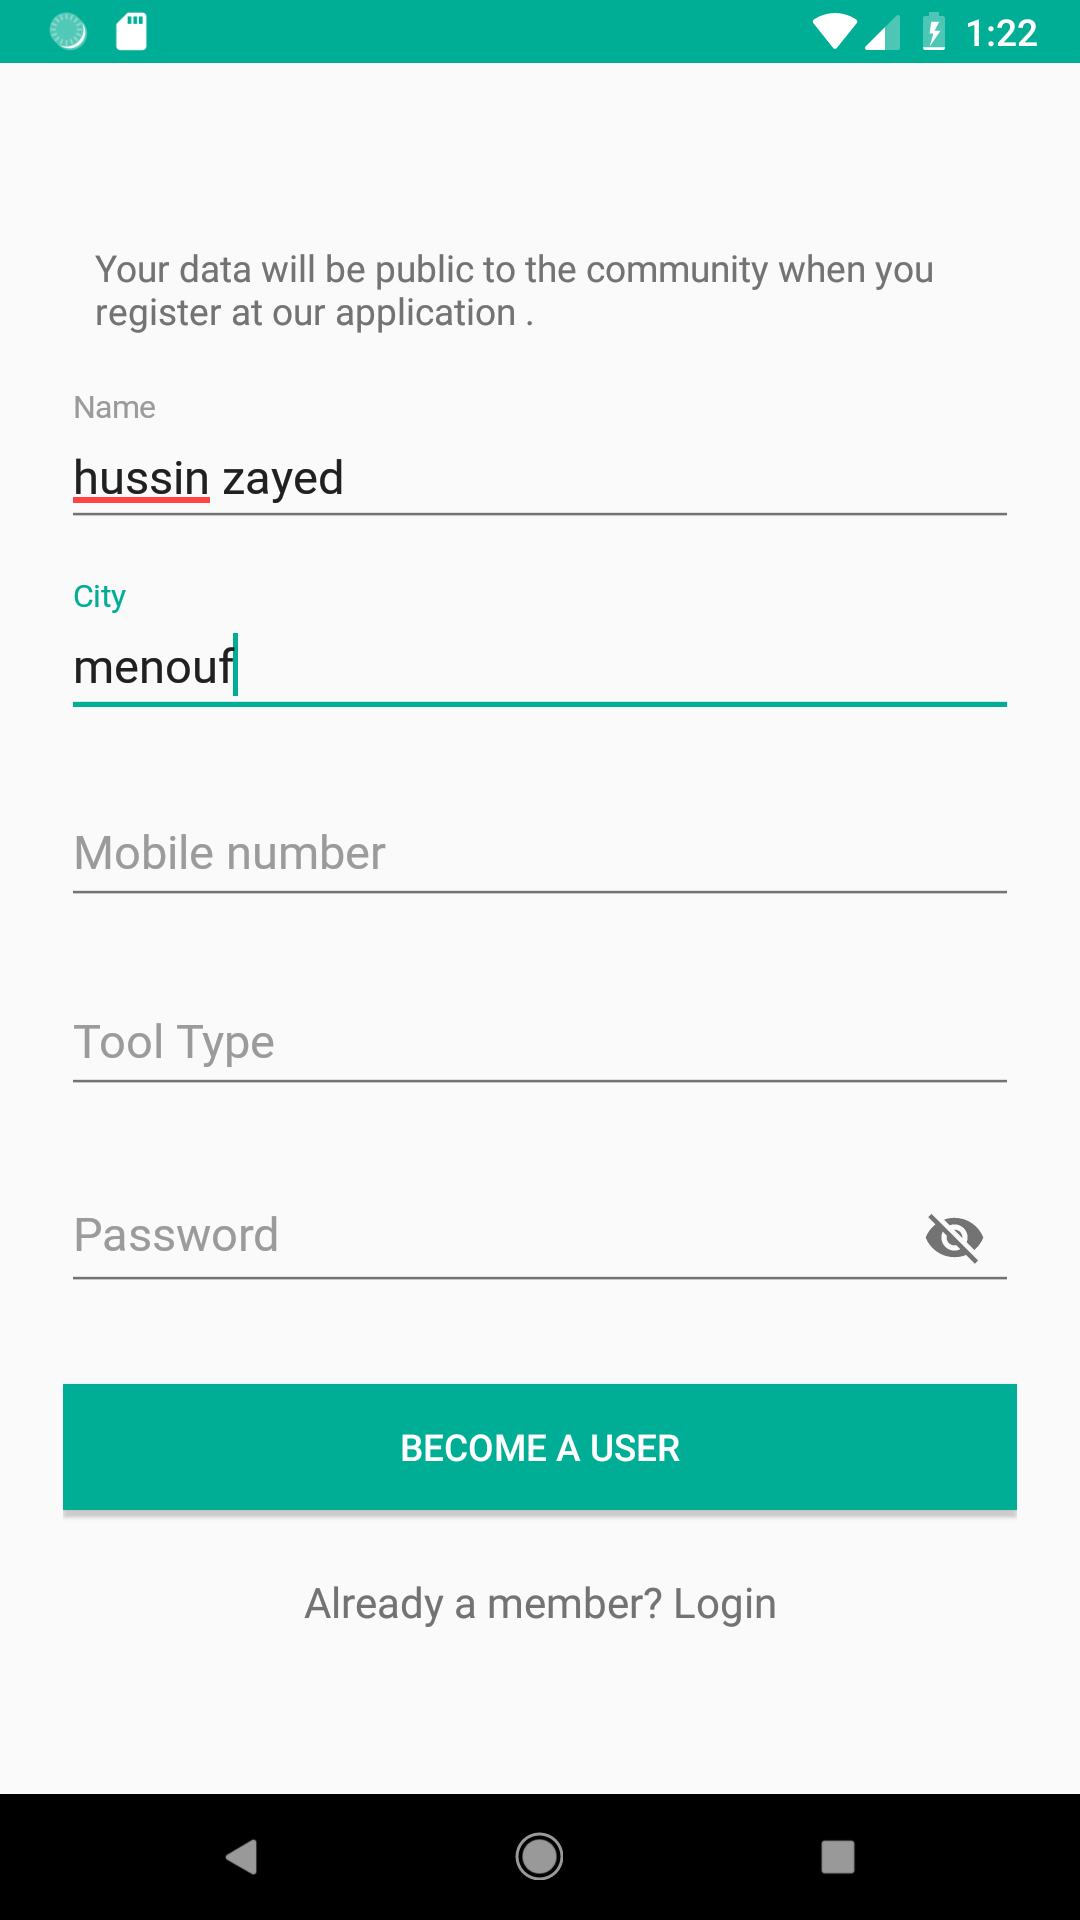 1:22
Your data will be public to the community when you
register at our application .
Name
hussin zayed
City
menouf
Mobile number
Tool Type
Password
BECOME A USER
Already a member? Login